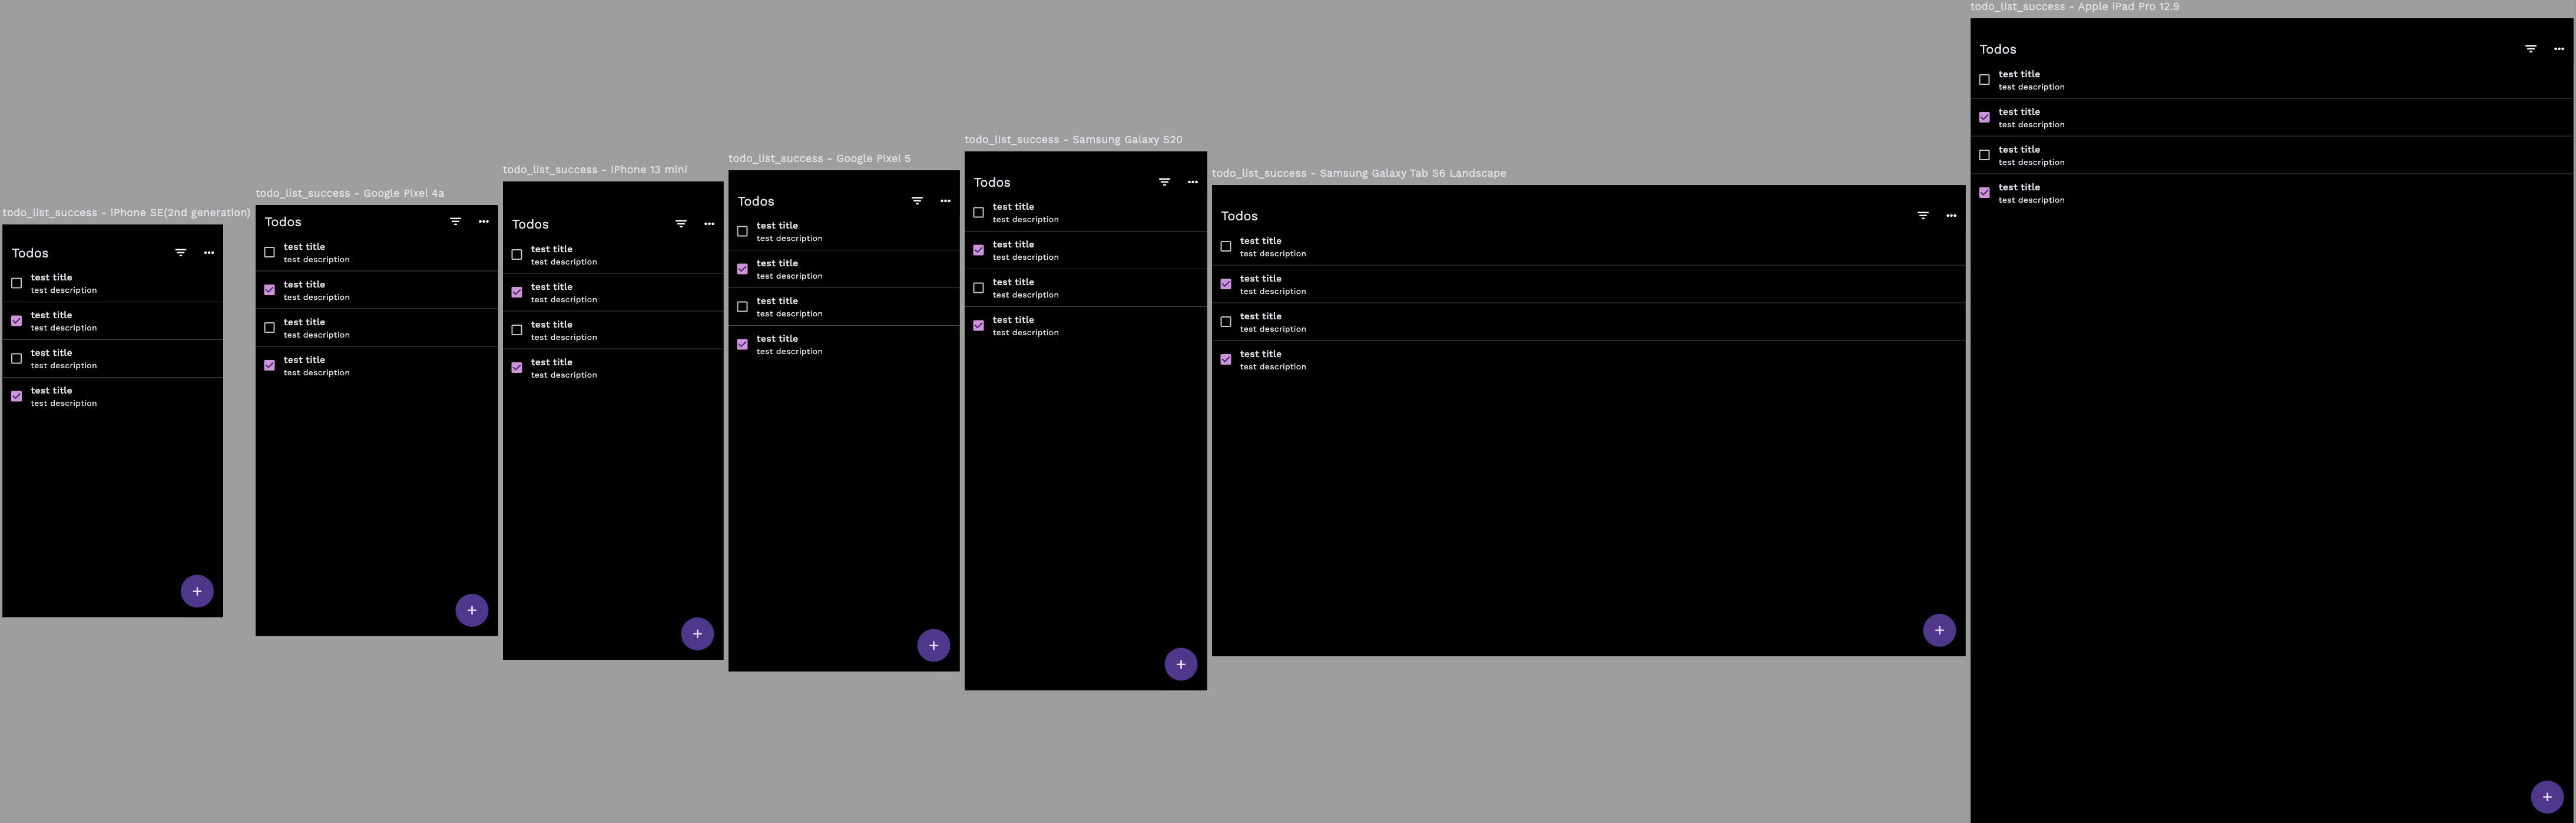 todo_list_success - iPhone SE(2nd generation)
Todos
test title
test description
test title
test description
test title
test description
test title
test description
todo_list_success - Google Pixel 4a
Todos
test title
test description
test title
test description
test title
test description
test title
test description
todo_list_success - iPhone 13 mini
Todos
test title
test description
test title
test description
test title
test description
test title
test description
todo_list_success - Google Pixel 5
Todos
test title
test description
test title
test description
test title
test description
test title
test description
todo_list_success - Samsung Galaxy S20
Todos
test title
test description
test title
test description
test title
test description
test title
test description
todo_list_success - Samsung Galaxy Tab S6 Landscape
Todos
test title
test description
test title
test description
test title
test description
test title
test description
todo_list_success - Apple iPad Pro 12.9
Todos
test title
test description
test title
test description
test title
test description
test title
test description